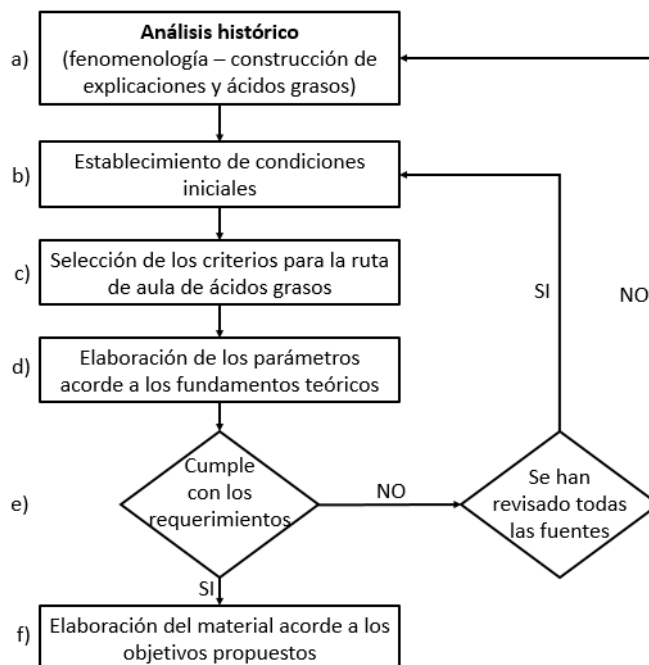 Análisis histórico
a)
(fenomenología – construcción de
explicaciones y ácidos grasos)
b)
Establecimiento de condiciones
iniciales
c)
Selección de los criterios para la ruta
de aula de ácidos grasos
SI
NO
d)
Elaboración de los parámetros
acorde a los fundamentos teóricos
e)
Cumple
con los
requerimientos
NO
Se han
revisado todas
las fuentes
SI
f)
Elaboración del material acorde a los
objetivos propuestos